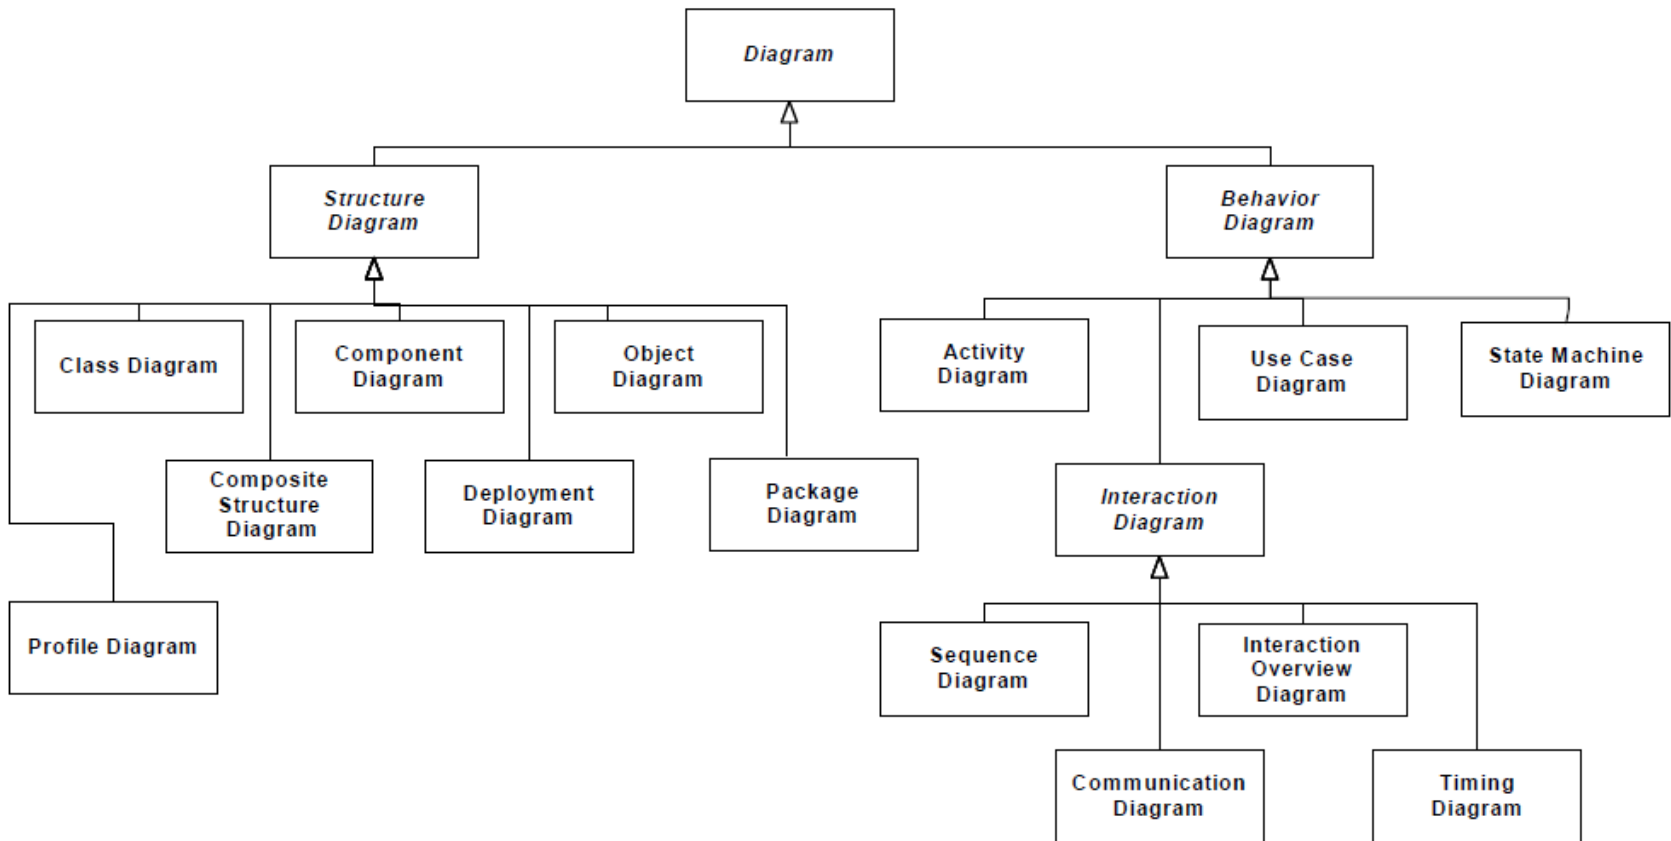 Diagram
Structure
Diagram
Behavior
Diagram
Class Diagram
Component
Diagram
Object
Diagram
Activity
Diagram
Use Case
Diagram
State Machine
Diagram
Composite
Structure
Diagram
Deployment
Diagram
Package
Diagram
Interaction
Diagram
Profile Diagram
Sequence
Diagram
Interaction
Overview
Diagram
Communication
Diagram
Timing
Diagram